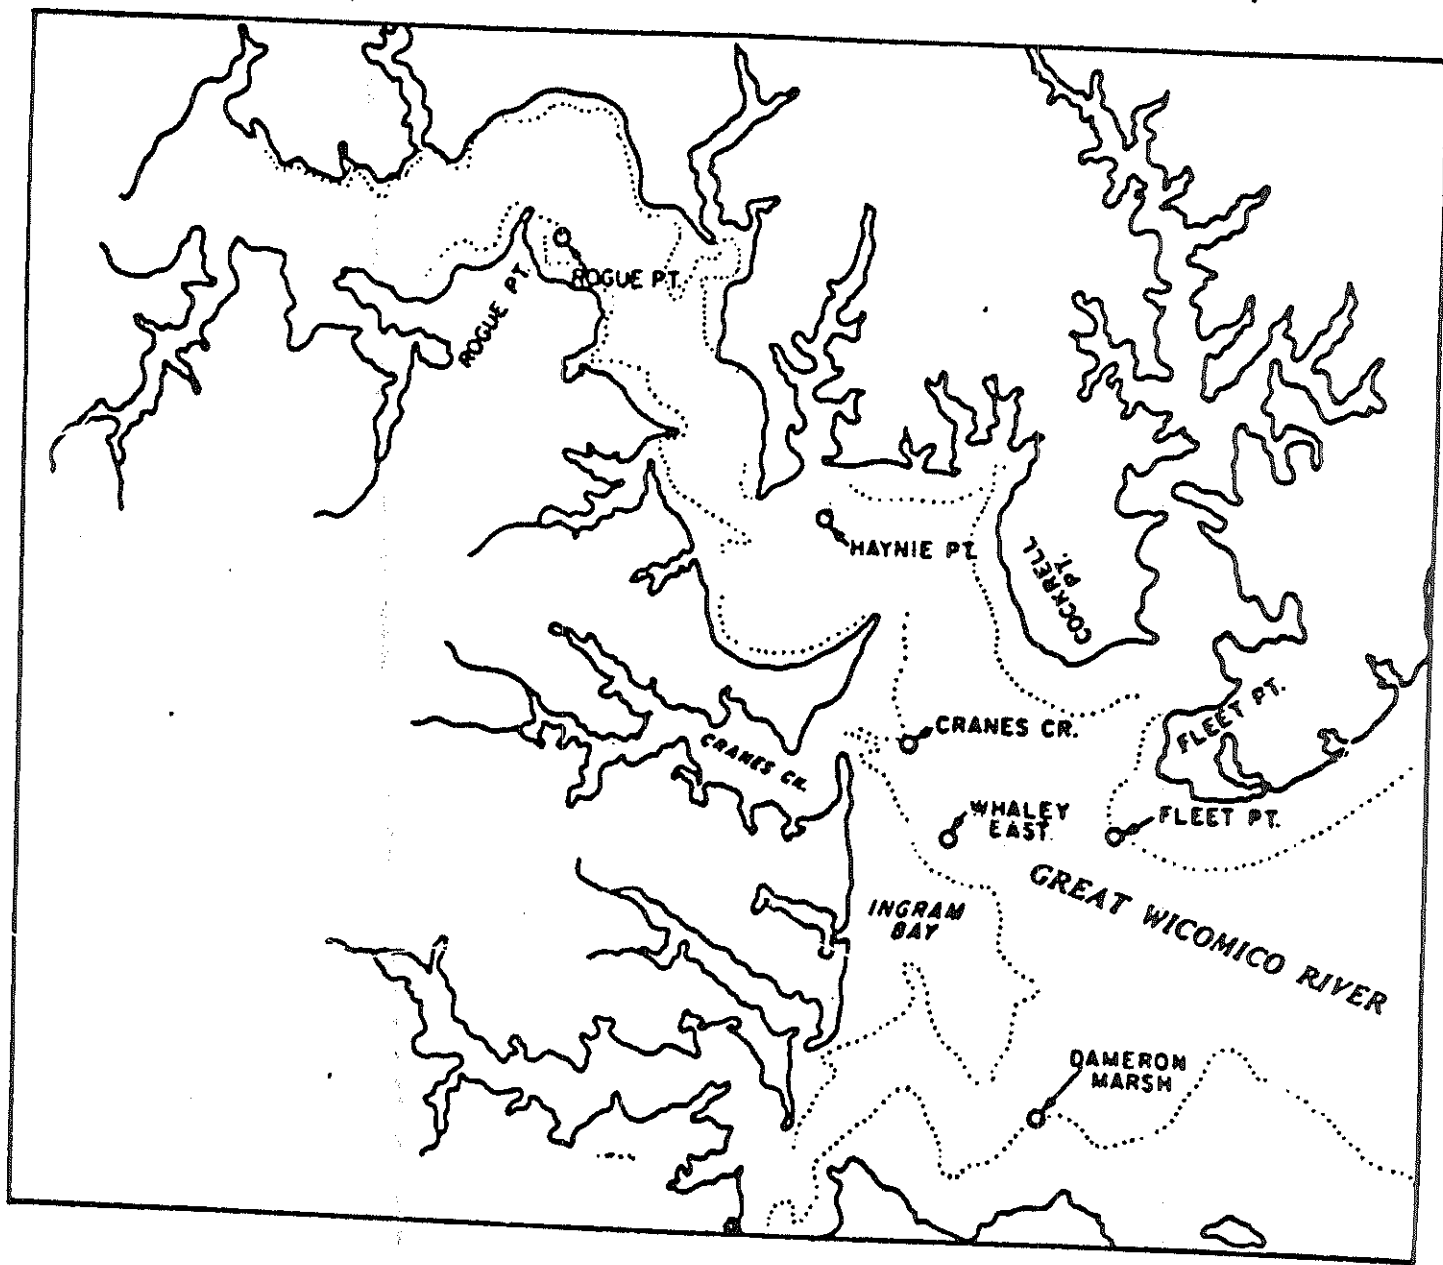 ROGUE PT.
ROGUE PT.
HAYNIE PT.
COCKRELL
PT.
FLEET PT.
CRANES CR.
CRANES CR.
WHALEY
EAST
FLEET PT.
GREAT WICOMICO RIVER
INGRAM
BAY
DAMERON
MARSH